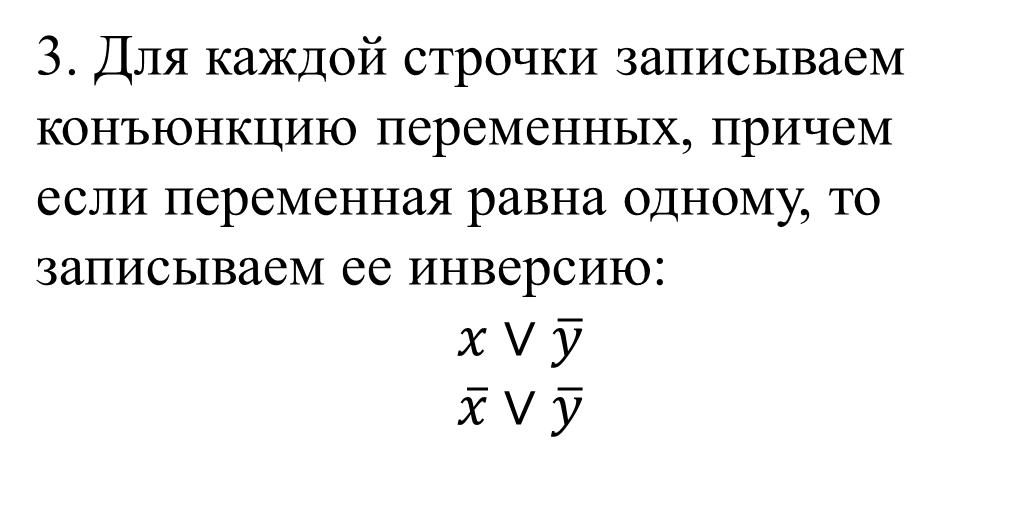 3. Для каждой строчки записываем
конъюнкцию переменных, причем
если переменная равна одному, то
записываем ее инверсию:
x ∨ y̅
x̅ ∨ y̅